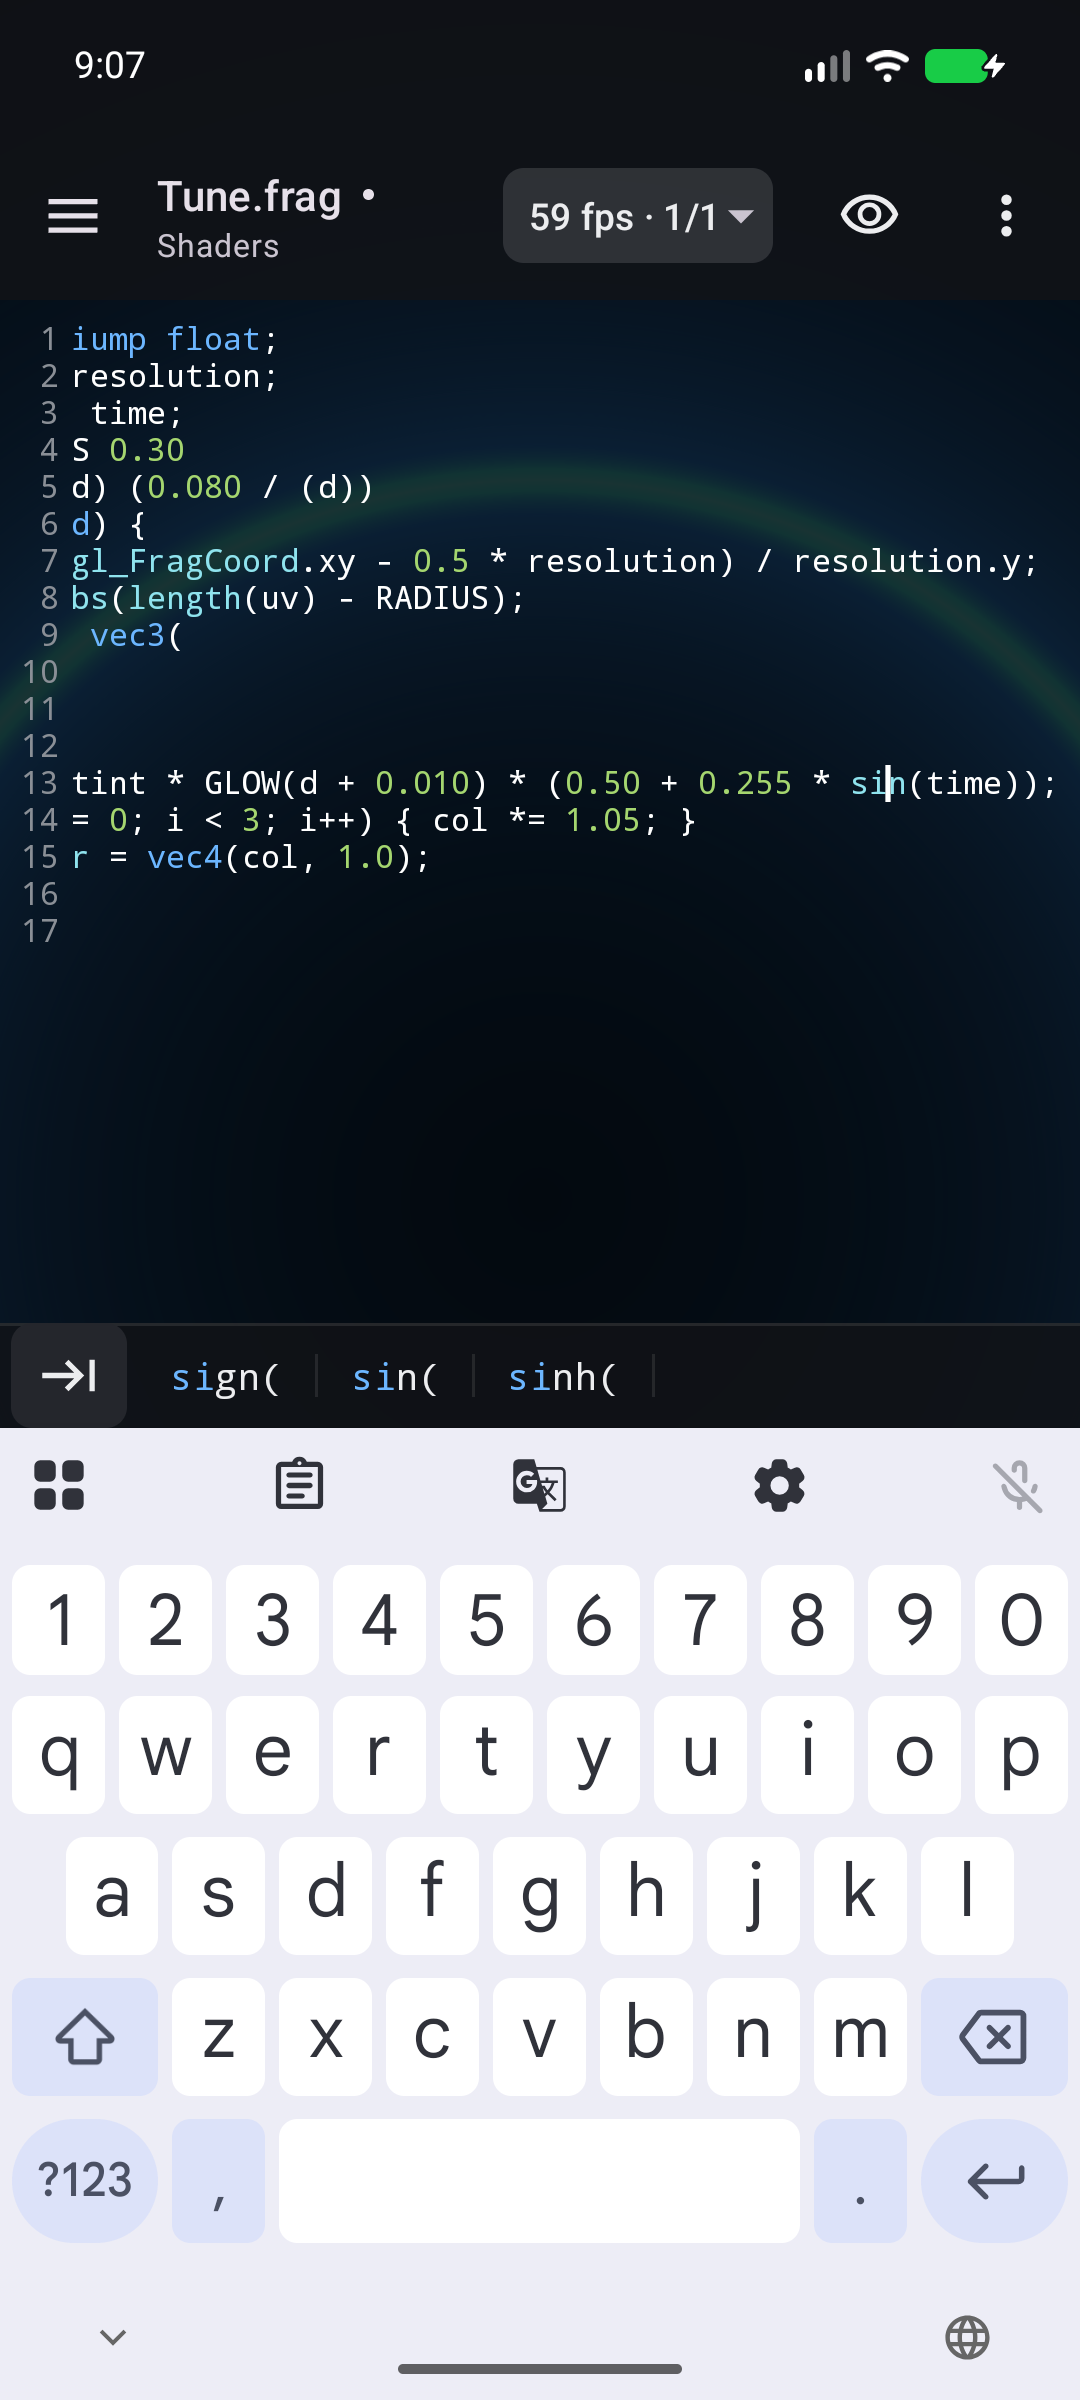 9:07
Tune.frag •
Shaders
59 fps · 1/1
1 iump float;
2 resolution;
3 time;
4 S 0.30
5 d) (0.080 / (d))
6 d) {
7 gl_FragCoord.xy - 0.5 * resolution) / resolution.y;
8 bs(length(uv) - RADIUS);
9 vec3(
10
11
12
13 tint * GLOW(d + 0.010) * (0.50 + 0.255 * sin(time));
14 = 0; i < 3; i++) { col *= 1.05; }
15 r = vec4(col, 1.0);
16
17
sign( sin( sinh(
1 2 3 4 5 6 7 8 9 0
q w e r t y u i o p
a s d f g h j k l
z x c v b n m
?123 , .